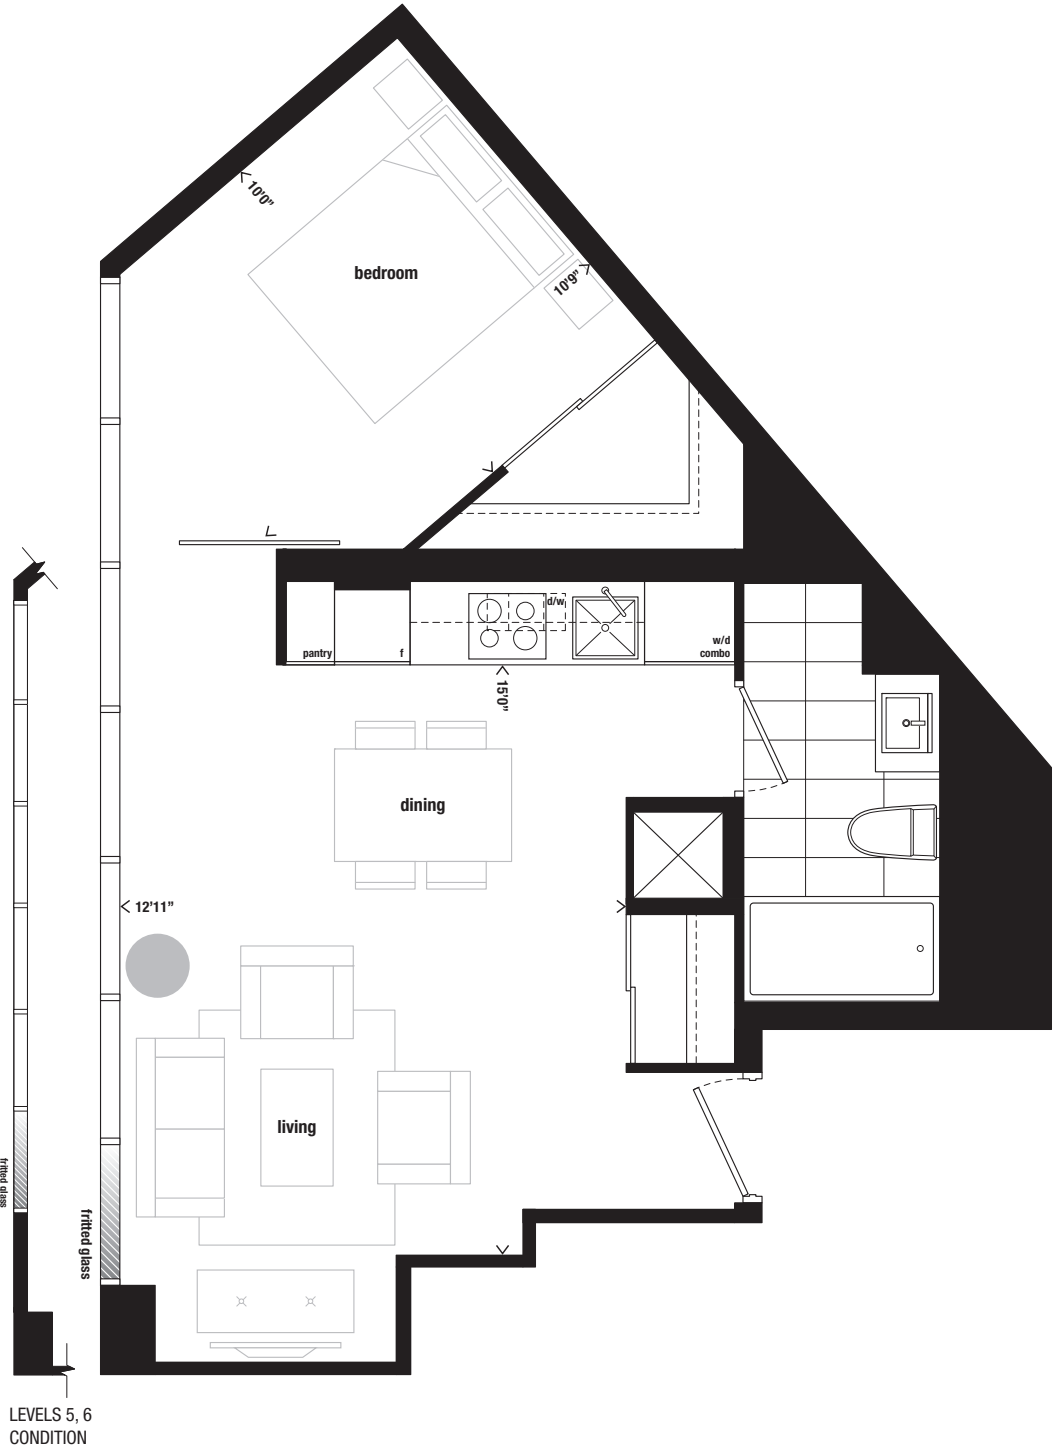 10'0"
bedroom
10'9"
d/w
pantry
f
w/d
combo
15'0"
dining
12'11"
living
fritted glass
fritted glass
LEVELS 5, 6
CONDITION